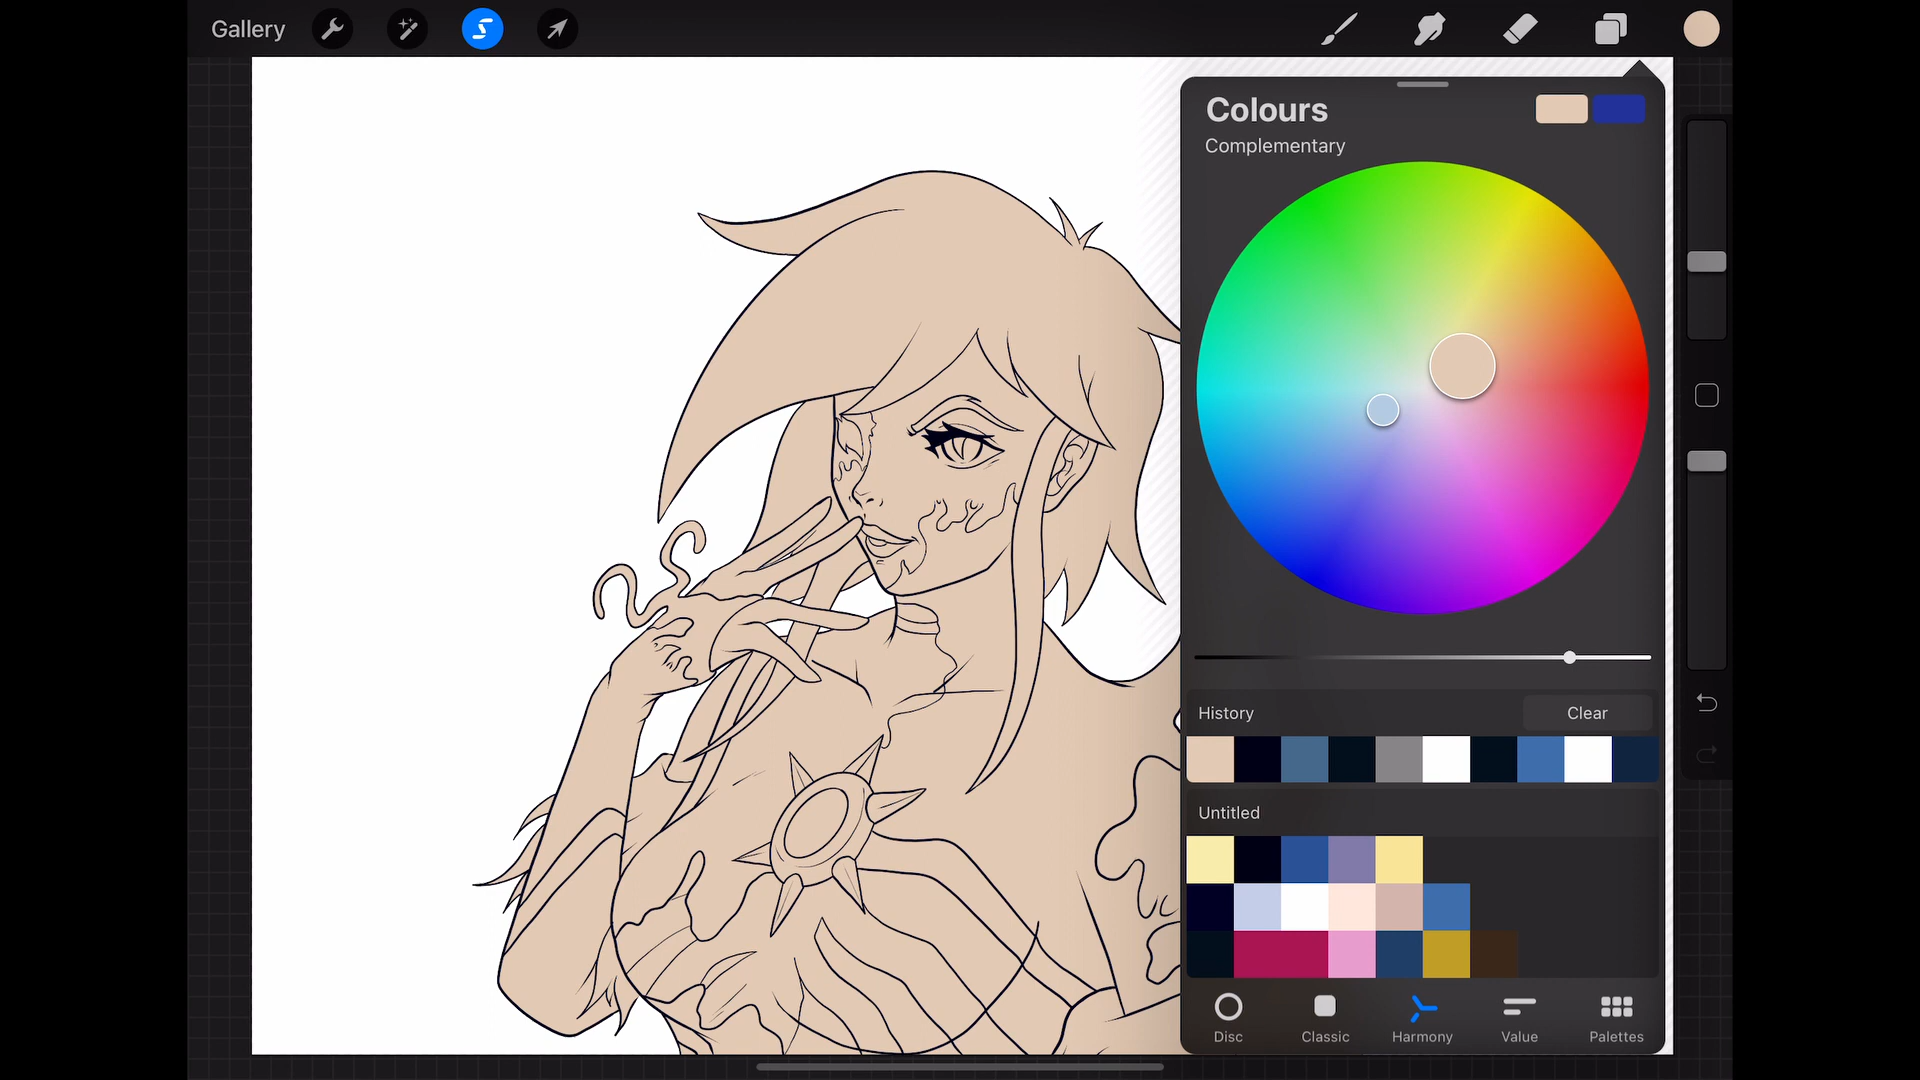 Gallery
Colours
Complementary
History
Clear
Untitled
Disc
Classic
Harmony
Value
Palettes